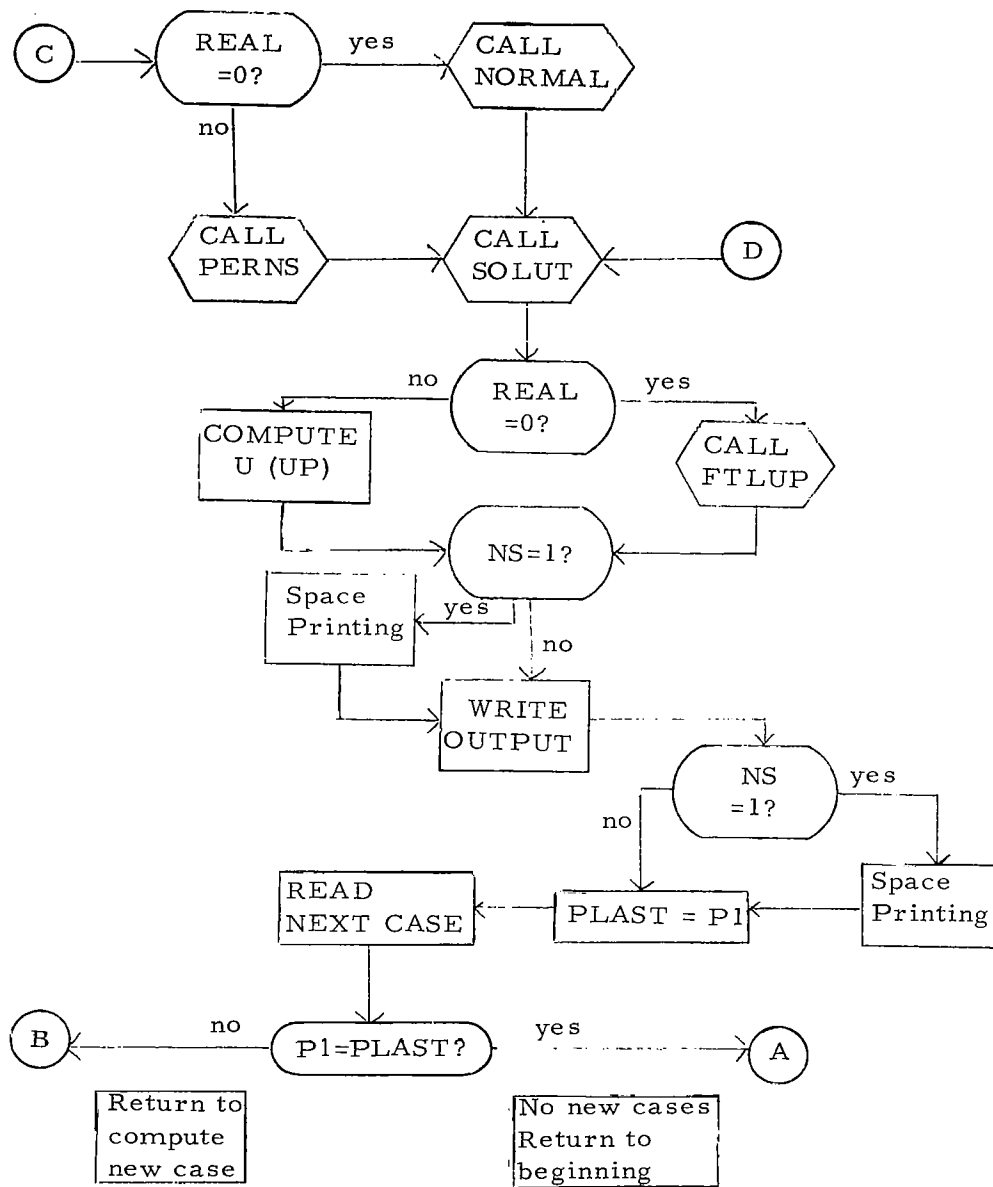 C
REAL
=0?
yes
CALL
NORMAL
no
CALL
PERNS
CALL
SOLUT
D
no
REAL
=0?
yes
COMPUTE
U (UP)
CALL
FTLUP
NS=1?
Space
Printing
yes
no
WRITE
OUTPUT
NS
=1?
yes
no
READ
NEXT CASE
PLAST = P1
Space
Printing
B
no
P1=PLAST?
yes
A
Return to
compute
new case
No new cases
Return to
beginning